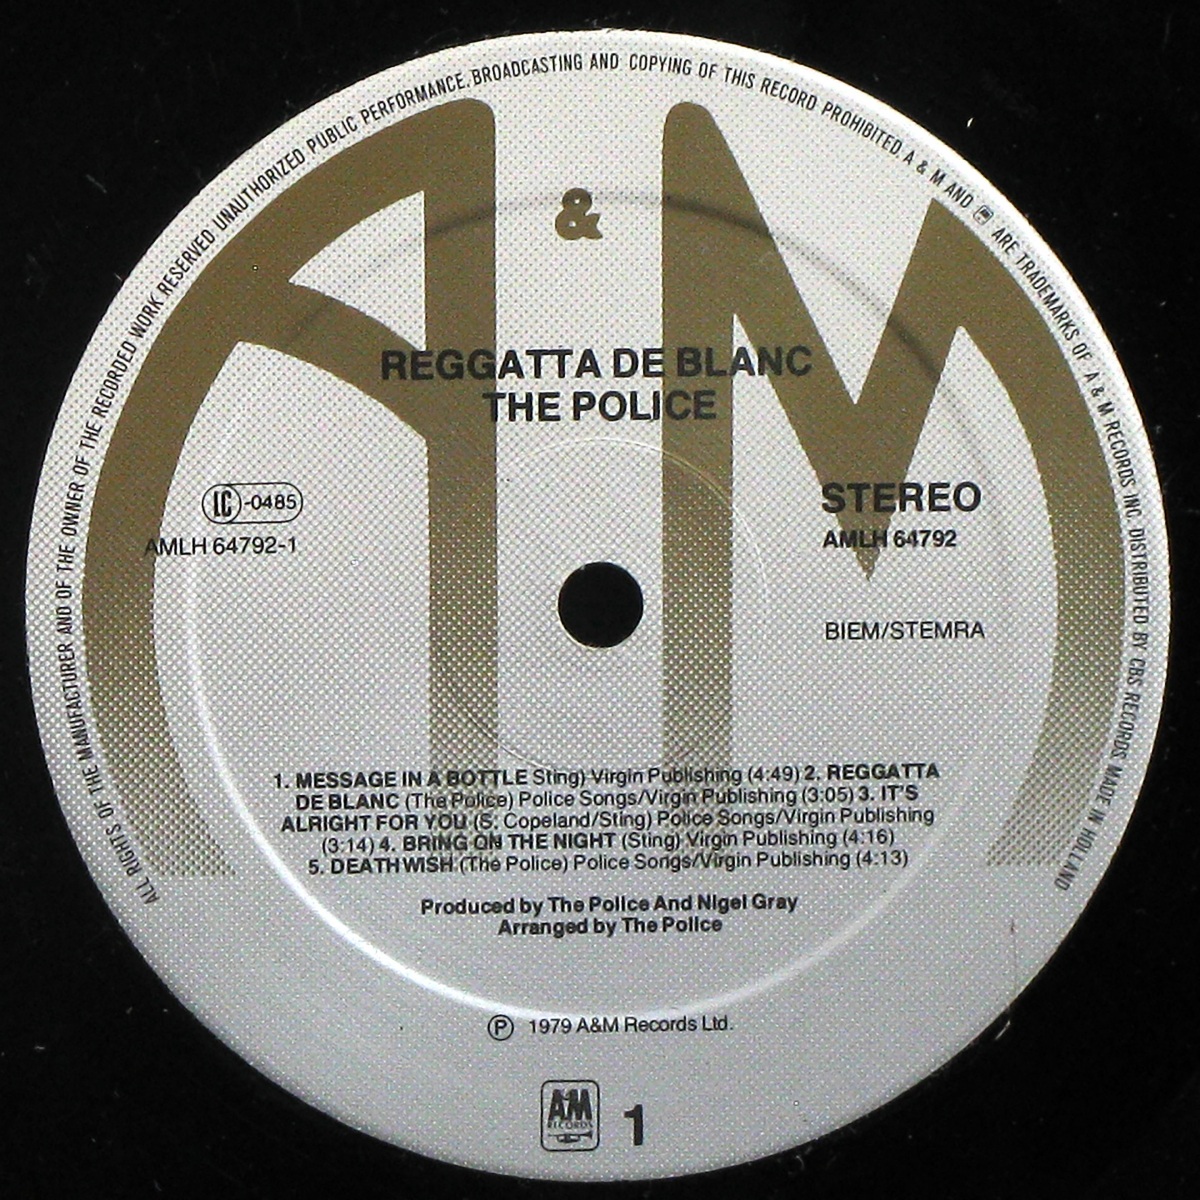 ALL RIGHTS OF THE MANUFACTURER AND OF THE OWNER OF THE RECORDED WORK RESERVED UNAUTHORIZED PUBLIC PERFORMANCE. BROADCASTING AND COPYING OF THIS RECORD PROHIBITED A & M AND ARE TRADEMARKS OF A & M RECORDS INC. DISTRIBUTED BY CBS RECORDS MADE IN HOLLAND
A & M
REGGATTA DE BLANC
THE POLICE
LC -0485
AMLH 64792-1
STEREO
AMLH 64792
BIEM/STEMRA
1. MESSAGE IN A BOTTLE Sting) Virgin Publishing (4:49) 2. REGGATTA
DE BLANC (The Police) Police Songs/Virgin Publishing (3:05) 3. IT'S
ALRIGHT FOR YOU (S. Copeland/Sting) Police Songs/Virgin Publishing
(3:14) 4. BRING ON THE NIGHT (Sting) Virgin Publishing (4:16)
5. DEATHWISH (The Police) Police Songs/Virgin Publishing (4:13)
Produced by The Police And Nigel Gray
Arranged by The Police
℗ 1979 A&M Records Ltd.
A&M
RECORDS
1